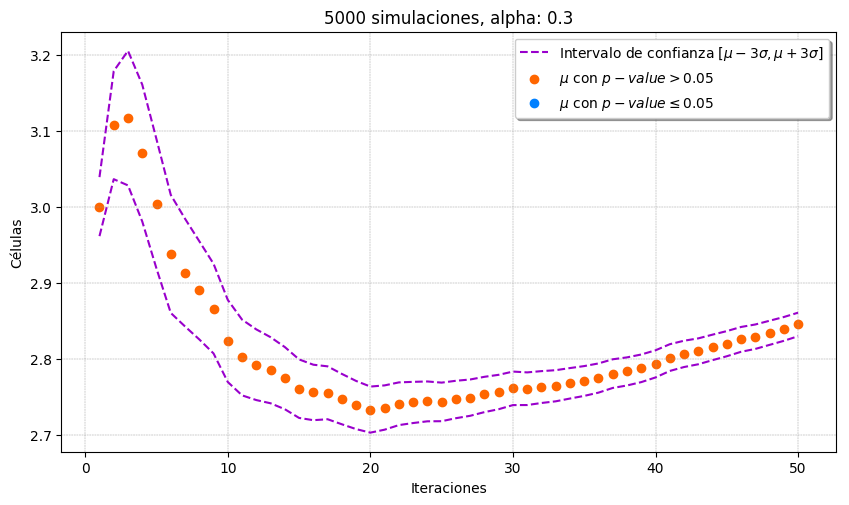 5000 simulaciones, alpha: 0.3
Intervalo de confianza [μ − 3σ, μ + 3σ]
μ con p − value > 0.05
μ con p − value ≤ 0.05
Células
3.2
3.1
3.0
2.9
2.8
2.7
0 10 20 30 40 50
Iteraciones